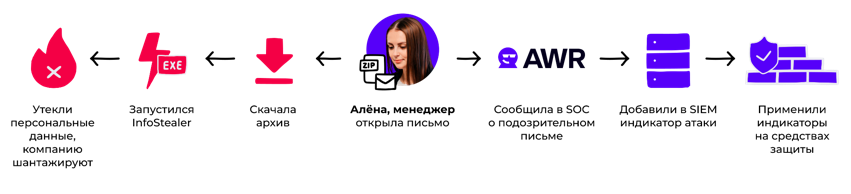 EXE
ZIP
AWR
Утекли
персональные
данные,
компанию
шантажируют
Запустился
InfoStealer
Скачала
архив
Алёна, менеджер
открыла письмо
Сообщила в SOC
о подозрительном
письме
Добавили в SIEM
индикатор атаки
Применили
индикаторы
на средствах
защиты